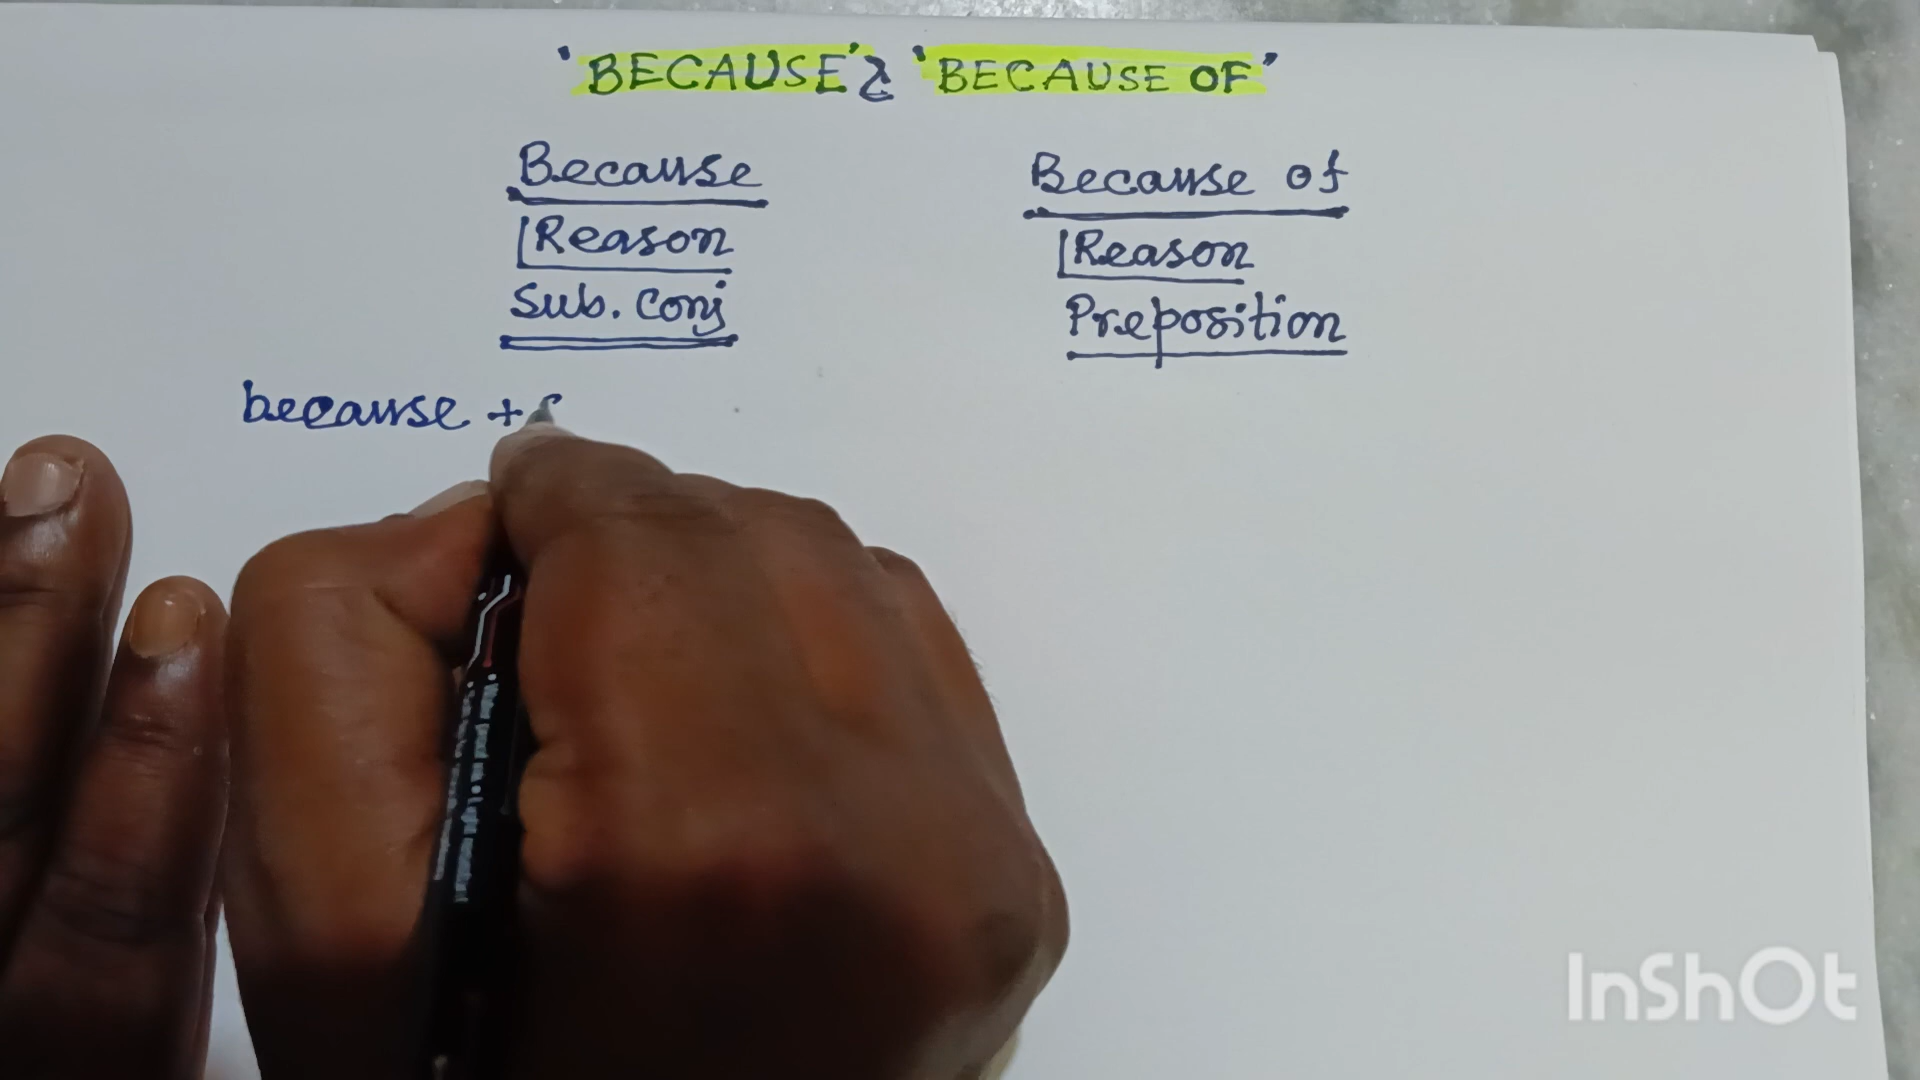 'BECAUSE' & 'BECAUSE OF'
Because
Reason
Sub. Conj
because +
Because of
Reason
Preposition
InShOt